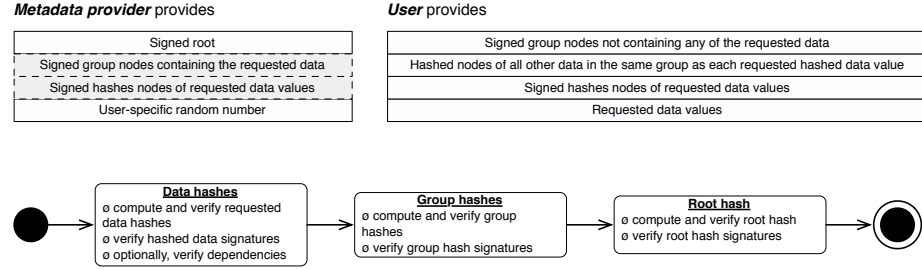 Metadata provider provides
Signed root
Signed group nodes containing the requested data
Signed hashes nodes of requested data values
User-specific random number
User provides
Signed group nodes not containing any of the requested data
Hashed nodes of all other data in the same group as each requested hashed data value
Signed hashes nodes of requested data values
Requested data values
Data hashes
ø compute and verify requested
data hashes
ø verify hashed data signatures
ø optionally, verify dependencies
Group hashes
ø compute and verify group
hashes
ø verify group hash signatures
Root hash
ø compute and verify root hash
ø verify root hash signatures